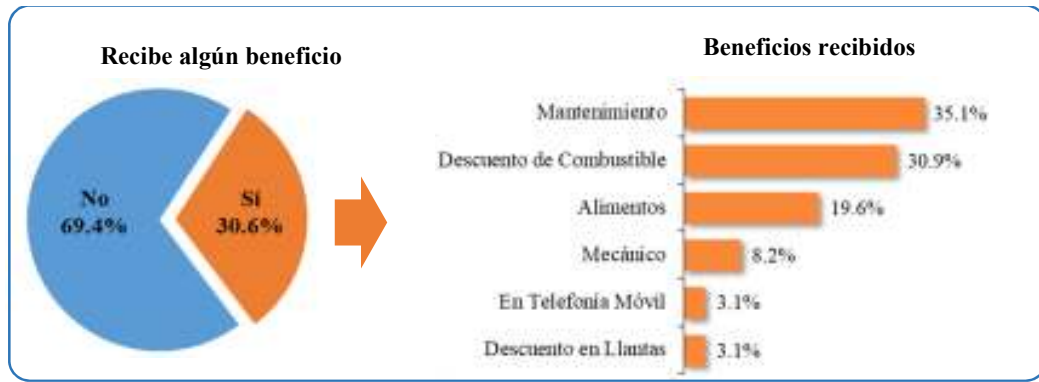 Recibe algún beneficio
No
69.4%
Sí
30.6%
Beneficios recibidos
Mantenimiento
35.1%
Descuento de Combustible
30.9%
Alimentos
19.6%
Mecánico
8.2%
En Telefonía Móvil
3.1%
Descuento en Llantas
3.1%